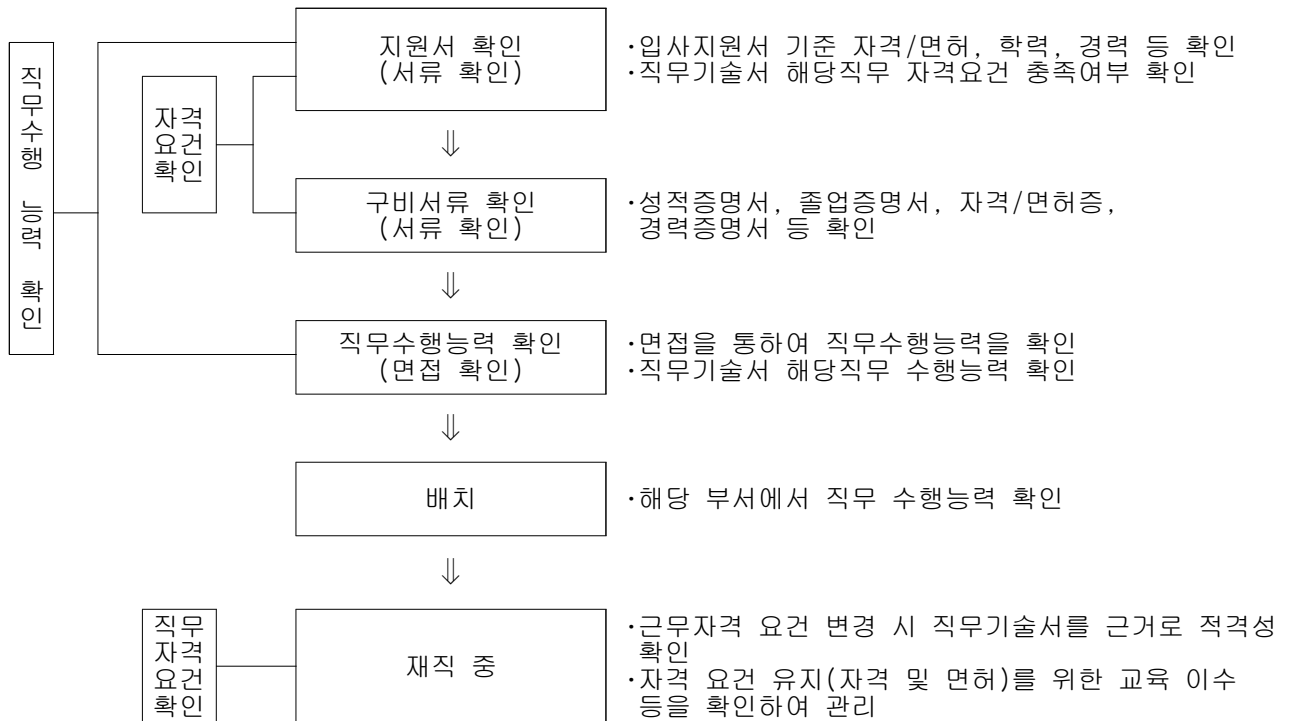 직무수행 능력 확인
지원서 확인
(서류 확인)
·입사지원서 기준 자격/면허, 학력, 경력 등 확인
·직무기술서 해당직무 자격요건 충족여부 확인
자격
요건
확인
⇓
구비서류 확인
(서류 확인)
·성적증명서, 졸업증명서, 자격/면허증,
경력증명서 등 확인
⇓
직무수행능력 확인
(면접 확인)
·면접을 통하여 직무수행능력을 확인
·직무기술서 해당직무 수행능력 확인
⇓
배치
·해당 부서에서 직무 수행능력 확인
⇓
직무
자격
요건
확인
재직 중
·근무자격 요건 변경 시 직무기술서를 근거로 적격성
확인
·자격 요건 유지(자격 및 면허)를 위한 교육 이수
등을 확인하여 관리